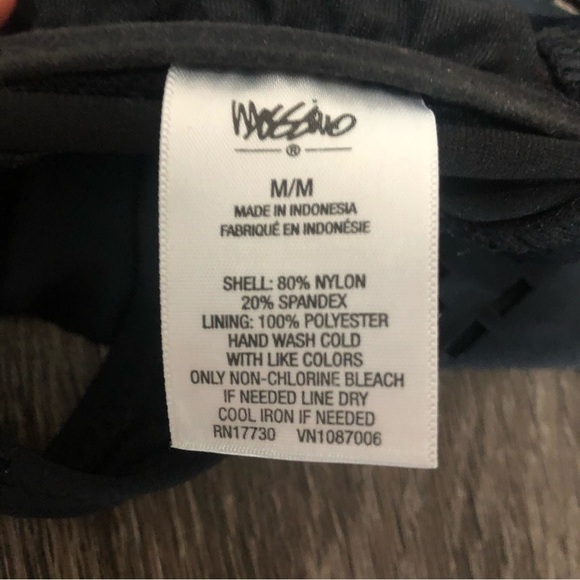 Mossimo
®
M/M
MADE IN INDONESIA
FABRIQUÉ EN INDONÉSIE
SHELL: 80% NYLON
20% SPANDEX
LINING: 100% POLYESTER
HAND WASH COLD
WITH LIKE COLORS
ONLY NON-CHLORINE BLEACH
IF NEEDED LINE DRY
COOL IRON IF NEEDED
RN17730 VN1087006